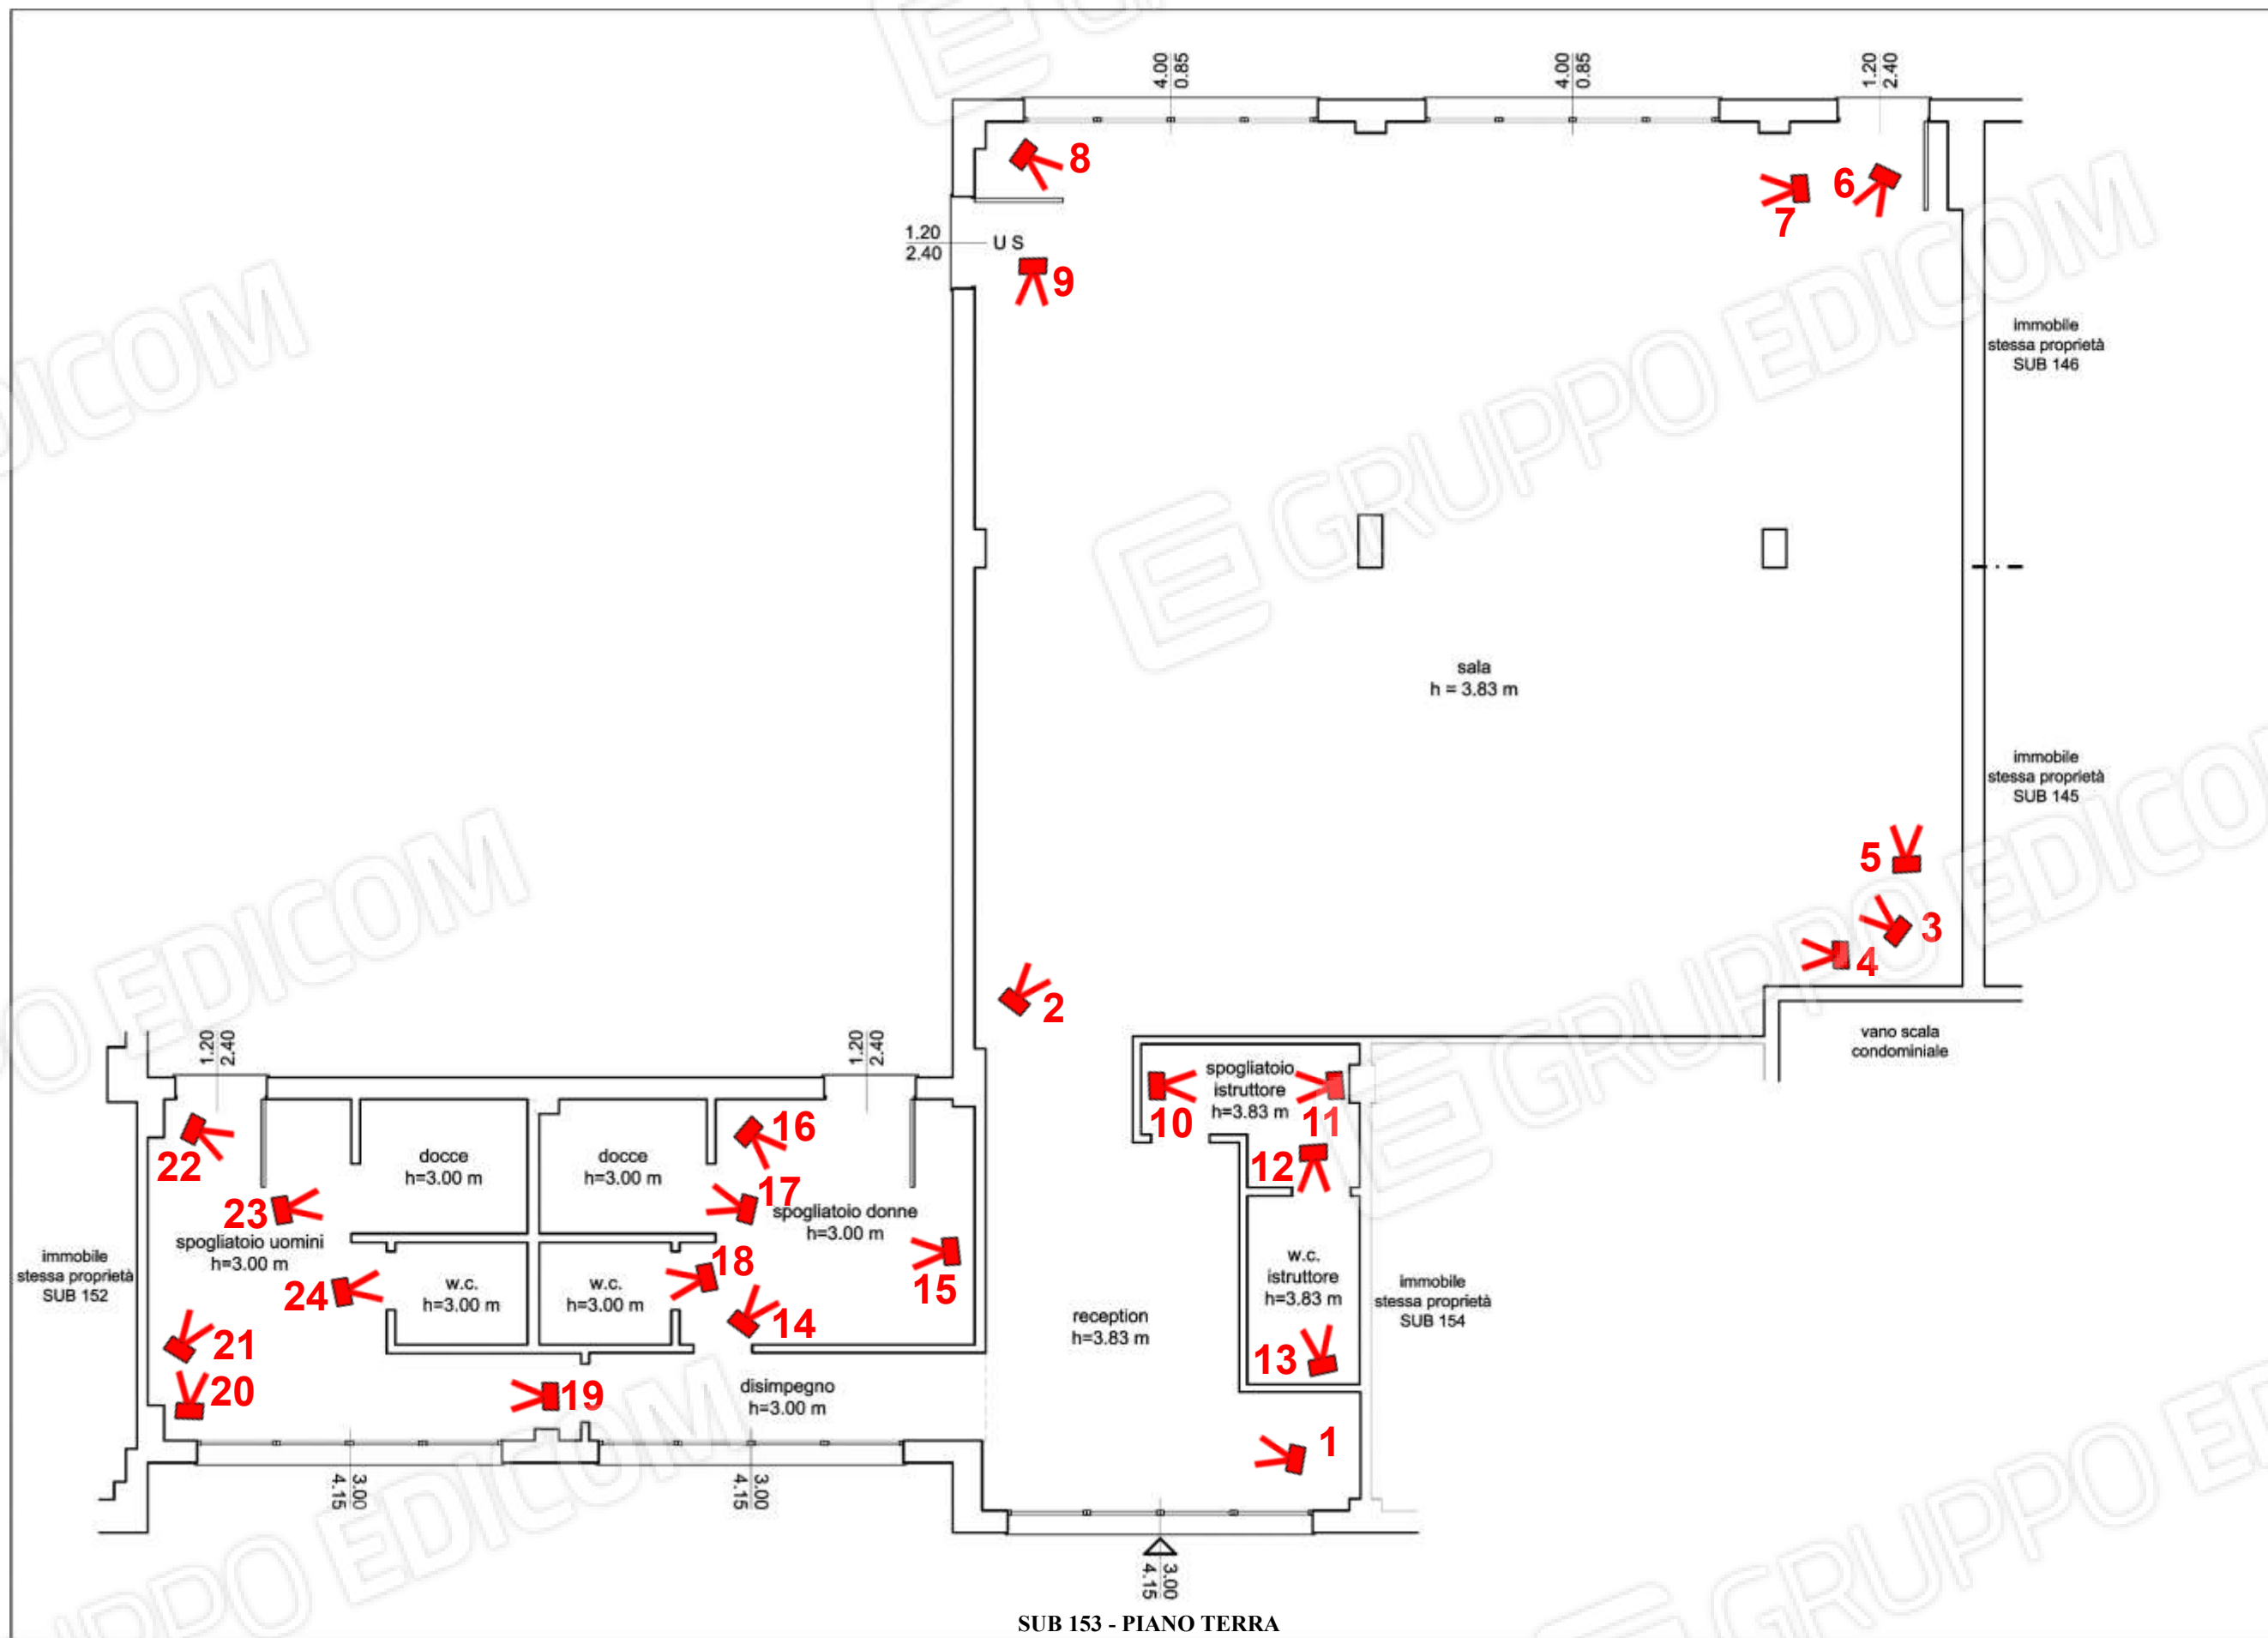 4.00
0.85
4.00
0.85
1.20
2.40
8
7
6
1.20
2.40
U S
9
immobile
stessa proprietà
SUB 146
sala
h = 3.83 m
immobile
stessa proprietà
SUB 145
5
3
4
2
vano scala
condominiale
1.20
2.40
1.20
2.40
spogliatoio
istruttore
h=3.83 m
10
11
12
22
docce
h=3.00 m
docce
h=3.00 m
16
17
23
spogliatoio uomini
h=3.00 m
spogliatoio donne
h=3.00 m
immobile
stessa proprietà
SUB 152
24
w.c.
h=3.00 m
w.c.
h=3.00 m
18
15
14
w.c.
istruttore
h=3.83 m
immobile
stessa proprietà
SUB 154
reception
h=3.83 m
21
20
19
disimpegno
h=3.00 m
13
1
3.00
4.15
3.00
4.15
3.00
4.15
SUB 153 - PIANO TERRA
GRUPPO EDICOM
GRUPPO EDICOM
GRUPPO EDICOM
GRUPPO EDICOM